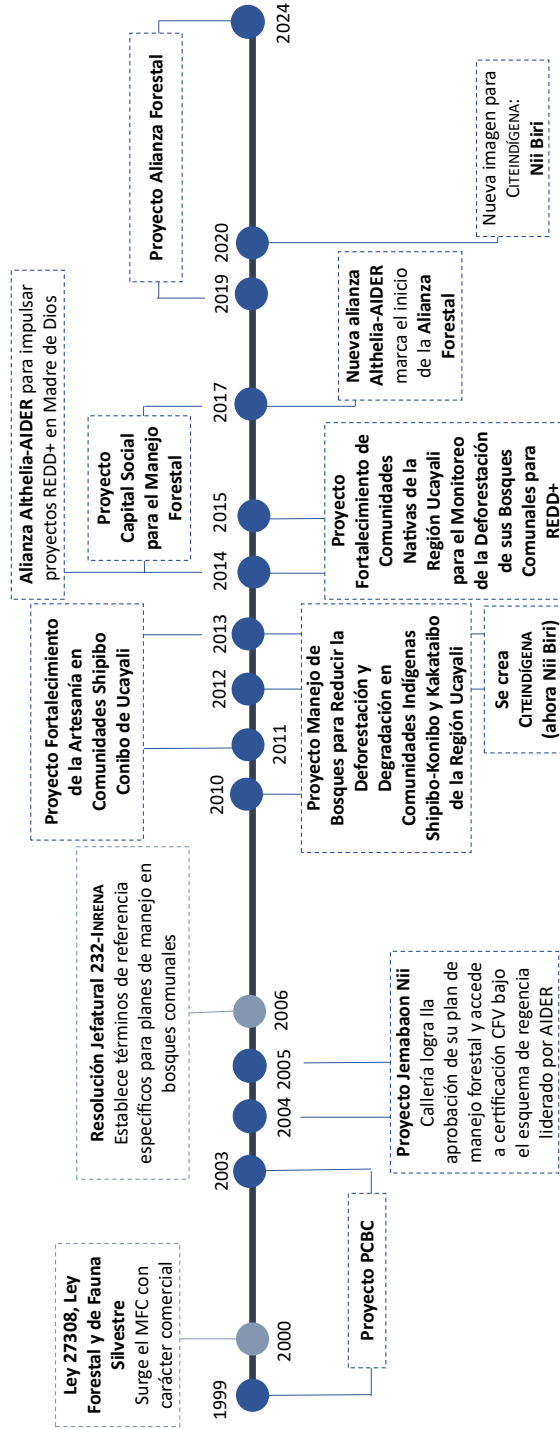 Ley 27308, Ley
Forestal y de Fauna
Silvestre
Surge el MFC con
carácter comercial
Resolución Jefatural 232-INRENA
Establece términos de referencia
específicos para planes de manejo en
bosques comunales
Proyecto Fortalecimiento
de la Artesanía en
Comunidades Shipibo
Conibo de Ucayali
Alianza Althelia-AIDER para impulsar
proyectos REDD+ en Madre de Dios
Proyecto
Capital Social
para el Manejo
Forestal
Proyecto Alianza Forestal
1999
2000
2003
2004
2005
2006
2010
2011
2012
2013
2014
2015
2017
2019
2020
2024
Proyecto PCBC
Proyecto Jemabaon Nii
Callería logra lla
aprobación de su plan de
manejo forestal y accede
a certificación CFV bajo
el esquema de regencia
liderado por AIDER
Proyecto Manejo de
Bosques para Reducir la
Deforestación y
Degradación en
Comunidades Indígenas
Shipibo-Konibo y Kakataibo
de la Región Ucayali
Se crea
CITEINDÍGENA
(ahora Nii Biri)
Proyecto
Fortalecimiento de
Comunidades
Nativas de la
Región Ucayali
para el Monitoreo
de la Deforestación
de sus Bosques
Comunales para
REDD+
Nueva alianza
Althelia-AIDER
marca el inicio
de la Alianza
Forestal
Nueva imagen para
CITEINDÍGENA:
Nii Biri